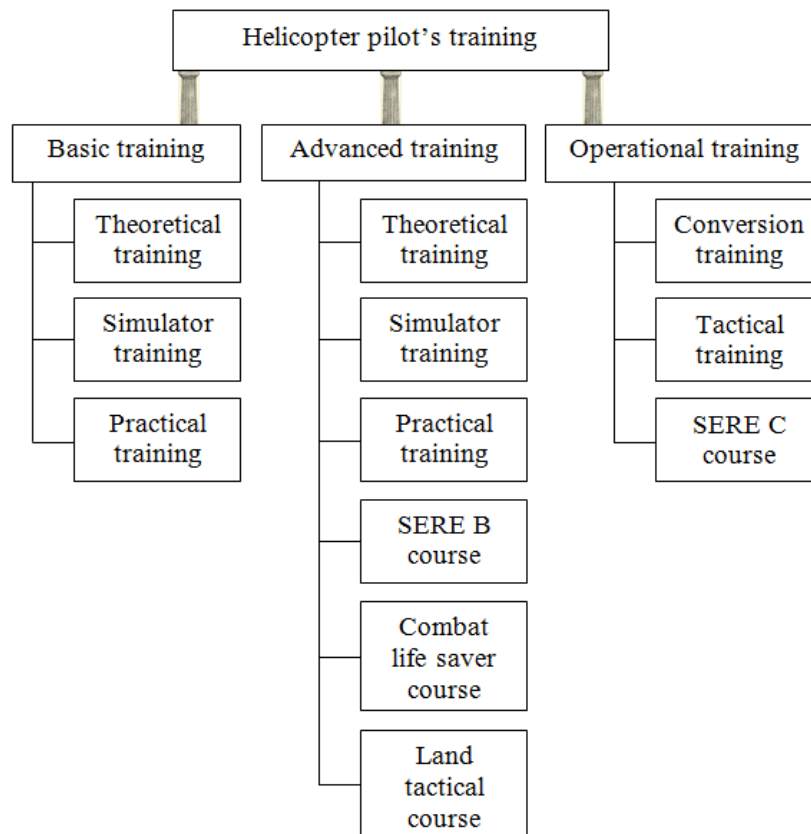 Helicopter pilot's training
Basic training
Theoretical
training
Simulator
training
Practical
training
Advanced training
Theoretical
training
Simulator
training
Practical
training
SERE B
course
Combat
life saver
course
Land
tactical
course
Operational training
Conversion
training
Tactical
training
SERE C
course